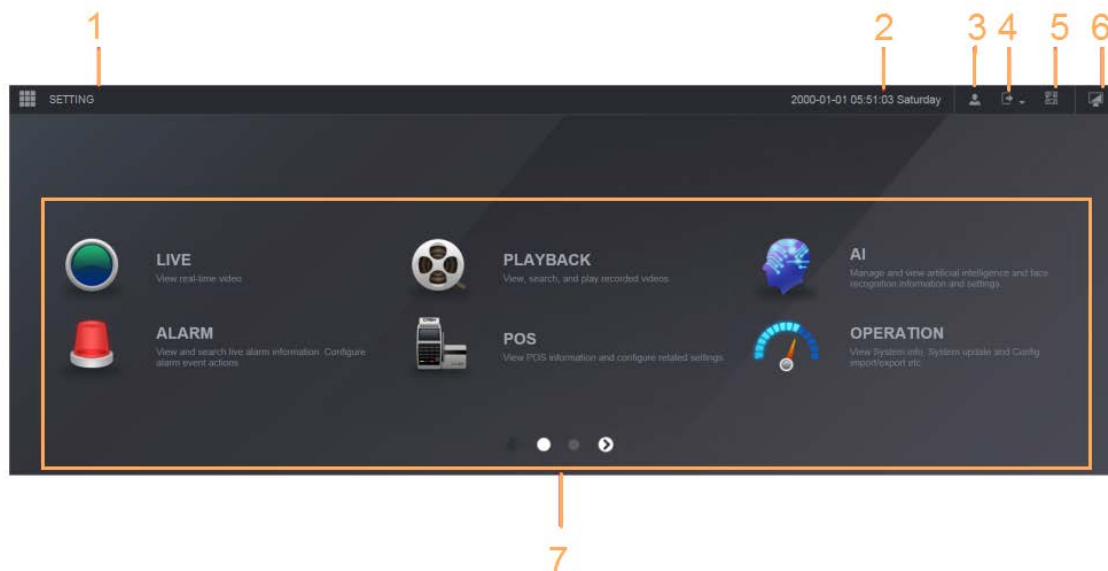 1
2
3
4
5
6
SETTING
2000-01-01 05:51:03 Saturday
LIVE
View real-time video
PLAYBACK
View, search, and play recorded videos.
AI
Manage and view artificial intelligence and face
recognition information and settings.
ALARM
View and search live alarm information. Configure
alarm event actions
POS
View POS information and configure related settings.
OPERATION
View System info, System update and Config
import/export etc
7